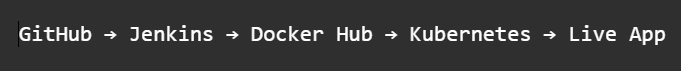 GitHub → Jenkins → Docker Hub → Kubernetes → Live App